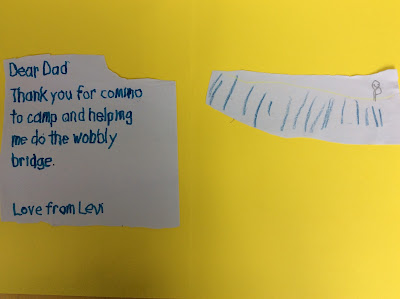 Dear Dad
Thank you for coming
to camp and helping
me do the wobbly
bridge.
Love from Levi